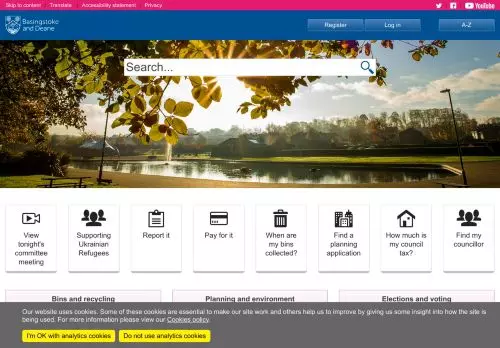 Skip to content | Translate | Accessibility statement | Privacy
YouTube
Basingstoke
and Deane
Register
Log in
A-Z
Search...
View
tonight's
committee
meeting
Supporting
Ukrainian
Refugees
Report it
Pay for it
When are
my bins
collected?
Find a
planning
application
How much is
my council
tax?
Find my
councillor
Bins and recycling
Planning and environment
Elections and voting
Our website uses cookies. Some of these cookies are essential to make our site work and others help us to improve by giving us some insight into how the site is
being used. For more information please view our Cookies policy.
I'm OK with analytics cookies
Do not use analytics cookies